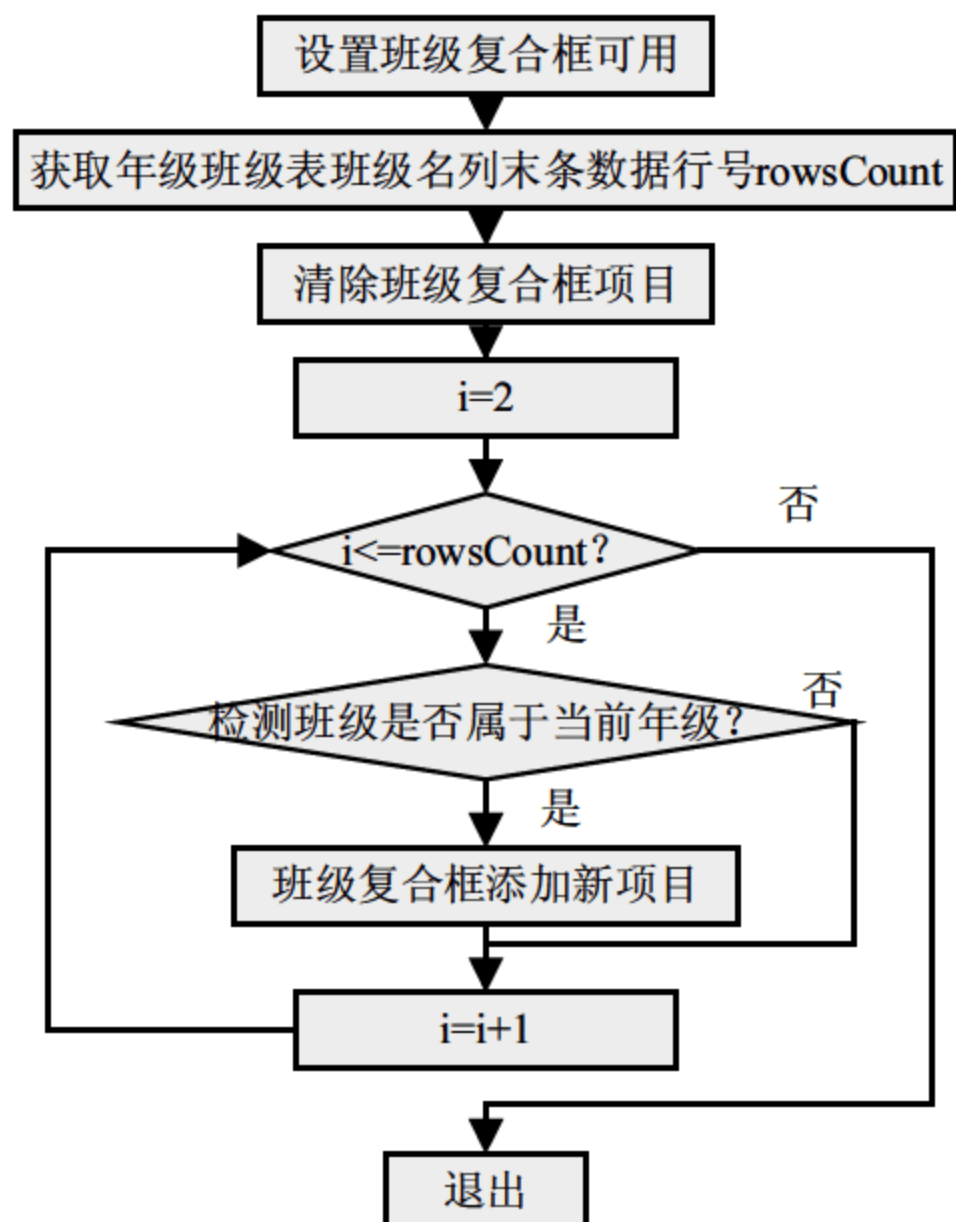 设置班级复合框可用
获取年级班级表班级名列末条数据行号rowsCount
清除班级复合框项目
i=2
否
i<=rowsCount?
是
否
检测班级是否属于当前年级？
是
班级复合框添加新项目
i=i+1
退出